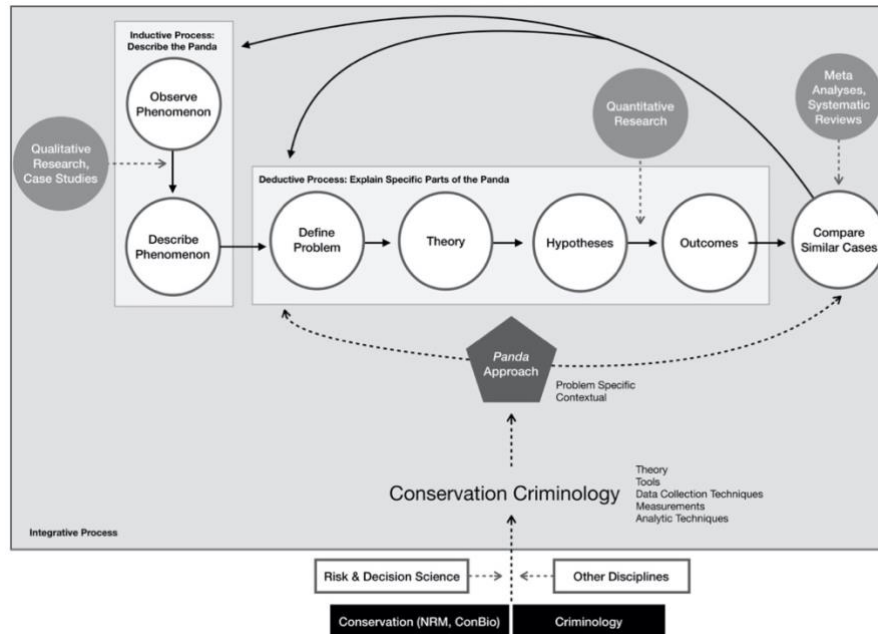 Inductive Process:
Describe the Panda
Observe
Phenomenon
Qualitative
Research,
Case Studies
Describe
Phenomenon
Quantitative
Research
Meta
Analyses,
Systematic
Reviews
Deductive Process: Explain Specific Parts of the Panda
Define
Problem
Theory
Hypotheses
Outcomes
Compare
Similar Cases
Panda
Approach
Problem Specific
Contextual
Conservation Criminology
Theory
Tools
Data Collection Techniques
Measurements
Analytic Techniques
Integrative Process
Risk & Decision Science
Other Disciplines
Conservation (NRM, ConBio)
Criminology